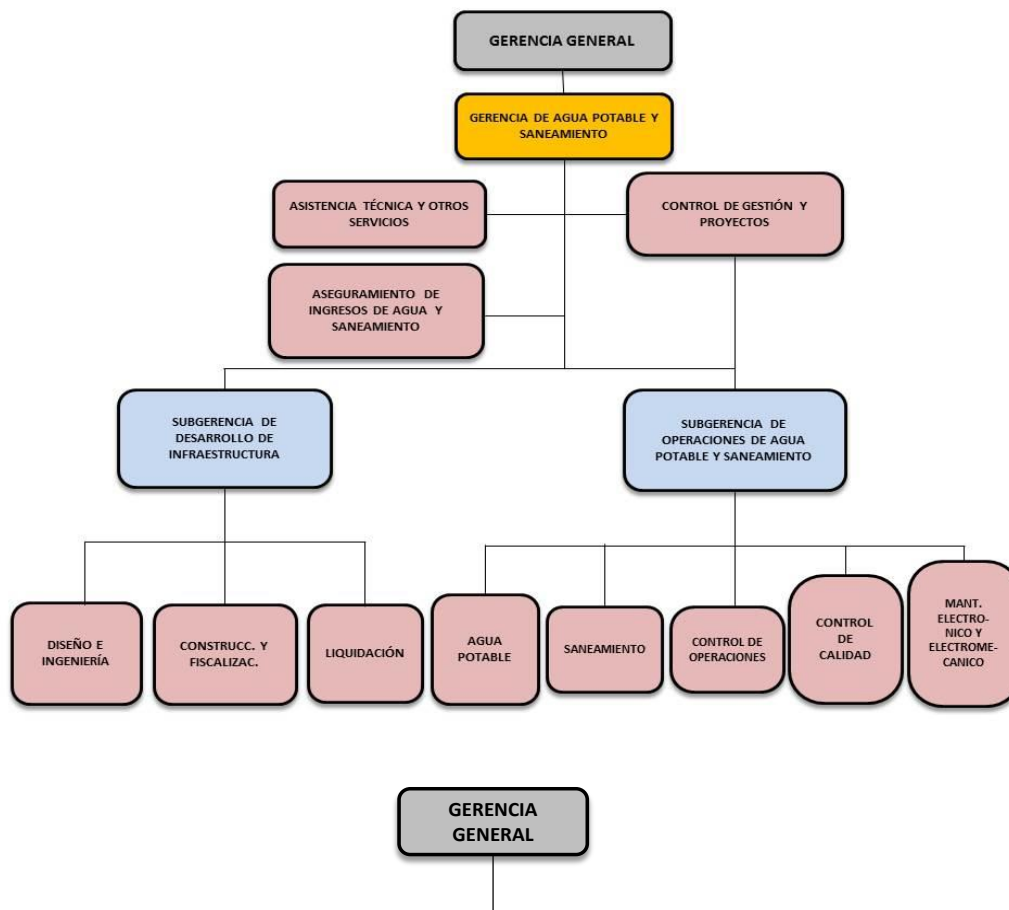 GERENCIA GENERAL
GERENCIA DE AGUA POTABLE Y
SANEAMIENTO
ASISTENCIA TÉCNICA Y OTROS
SERVICIOS
CONTROL DE GESTIÓN Y
PROYECTOS
ASEGURAMIENTO DE
INGRESOS DE AGUA Y
SANEAMIENTO
SUBGERENCIA DE
DESARROLLO DE
INFRAESTRUCTURA
SUBGERENCIA DE
OPERACIONES DE AGUA
POTABLE Y SANEAMIENTO
DISEÑO E
INGENIERÍA
CONSTRUCC. Y
FISCALIZAC.
LIQUIDACIÓN
AGUA
POTABLE
SANEAMIENTO
CONTROL DE
OPERACIONES
CONTROL
DE
CALIDAD
MANT.
ELECTRO-
NICO Y
ELECTROME-
CANICO
GERENCIA
GENERAL